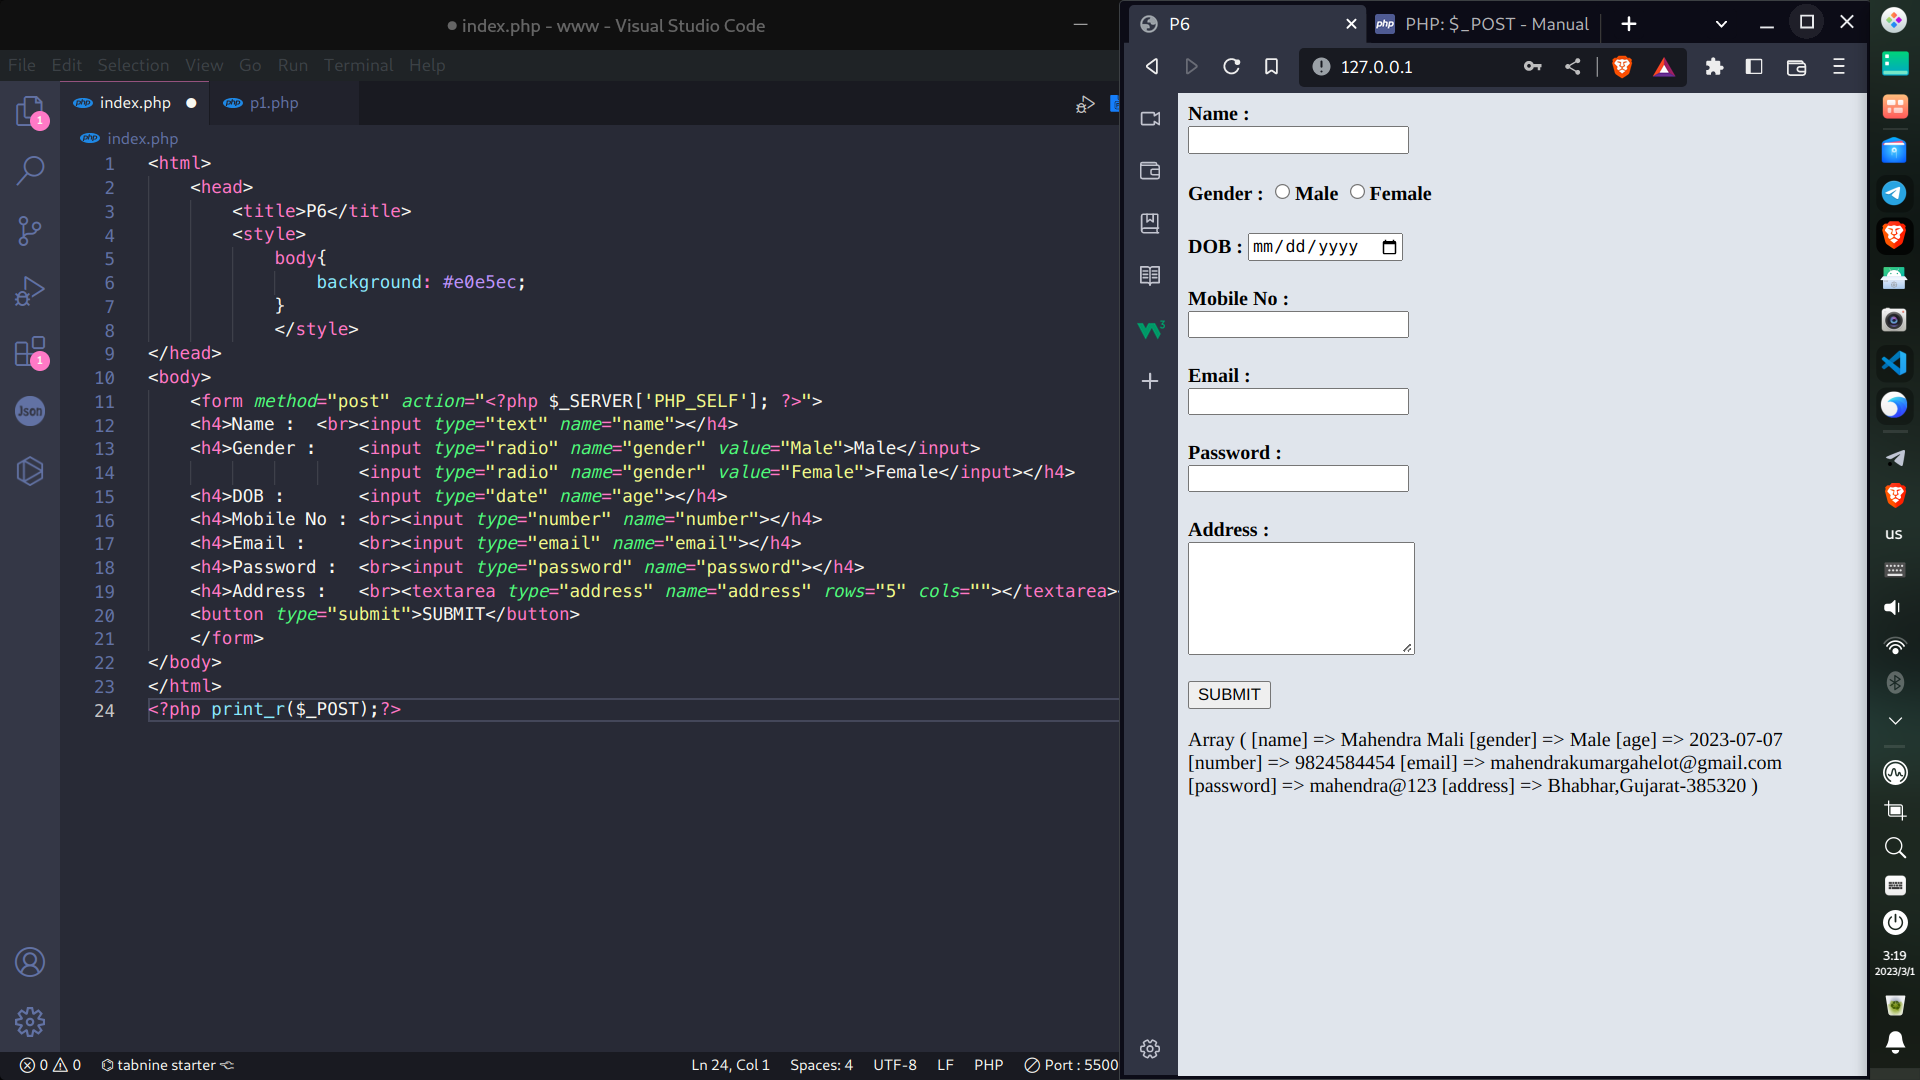 ● index.php - www - Visual Studio Code
File Edit Selection View Go Run Terminal Help
index.php ●
p1.php
index.php
1 <html>
2 <head>
3 <title>P6</title>
4 <style>
5 body{
6 background: #e0e5ec;
7 }
8 </style>
9 </head>
10 <body>
11 <form method="post" action="<?php $_SERVER['PHP_SELF']; ?>">
12 <h4>Name : <br><input type="text" name="name"></h4>
13 <h4>Gender : <input type="radio" name="gender" value="Male">Male</input>
14 <input type="radio" name="gender" value="Female">Female</input></h4>
15 <h4>DOB : <input type="date" name="age"></h4>
16 <h4>Mobile No : <br><input type="number" name="number"></h4>
17 <h4>Email : <br><input type="email" name="email"></h4>
18 <h4>Password : <br><input type="password" name="password"></h4>
19 <h4>Address : <br><textarea type="address" name="address" rows="5" cols=""></textarea>
20 <button type="submit">SUBMIT</button>
21 </form>
22 </body>
23 </html>
24 <?php print_r($_POST);?>
1
1
Json
0 0 tabnine starter
Ln 24, Col 1 Spaces: 4 UTF-8 LF PHP Port : 5500
P6
php PHP: $_POST - Manual
127.0.0.1
Name :
Gender : Male Female
DOB : mm/dd/yyyy
Mobile No :
Email :
Password :
Address :
SUBMIT
Array ( [name] => Mahendra Mali [gender] => Male [age] => 2023-07-07
[number] => 9824584454 [email] => mahendrakumargahelot@gmail.com
[password] => mahendra@123 [address] => Bhabhar,Gujarat-385320 )
us
3:19
2023/3/1